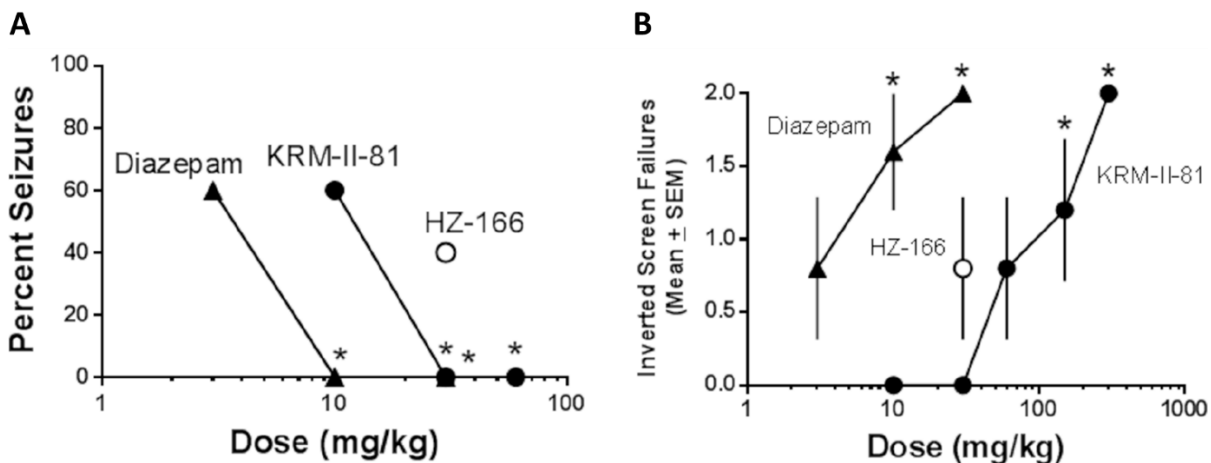 A
Percent Seizures
100
80
60
40
20
0
Diazepam
KRM-II-81
HZ-166
*
*
*
*
1
10
100
Dose (mg/kg)
B
Inverted Screen Failures
(Mean ± SEM)
2.0
1.5
1.0
0.5
0.0
*
*
*
*
Diazepam
HZ-166
KRM-II-81
1
10
100
1000
Dose (mg/kg)